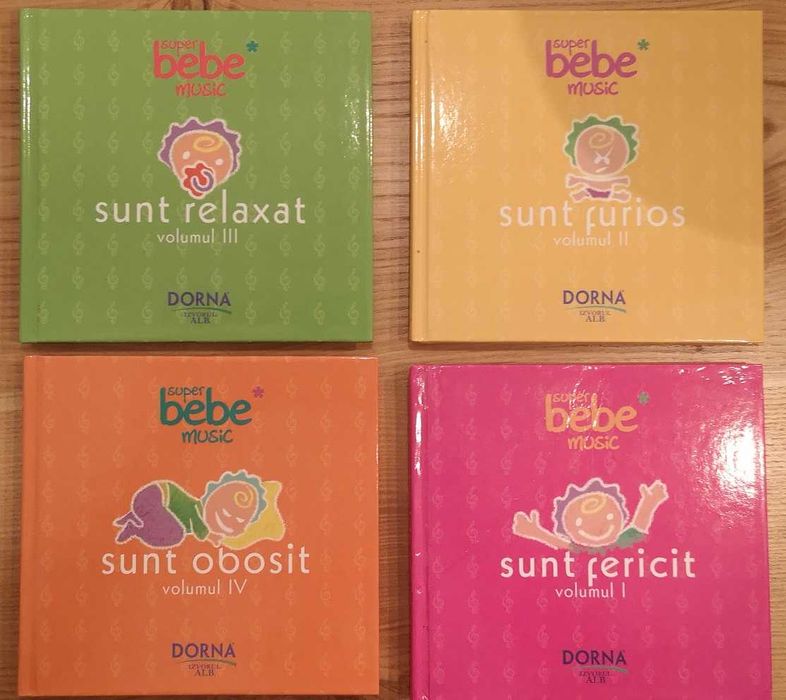 super
bebe*
music
sunt relaxat
volumul III
DORNA
IZVORUL
ALB
super
bebe*
music
sunt furios
volumul II
DORNA
IZVORUL
ALB
super
bebe*
music
sunt obosit
volumul IV
DORNA
IZVORUL
ALB
super
bebe*
music
sunt fericit
volumul I
DORNA
IZVORUL
ALB